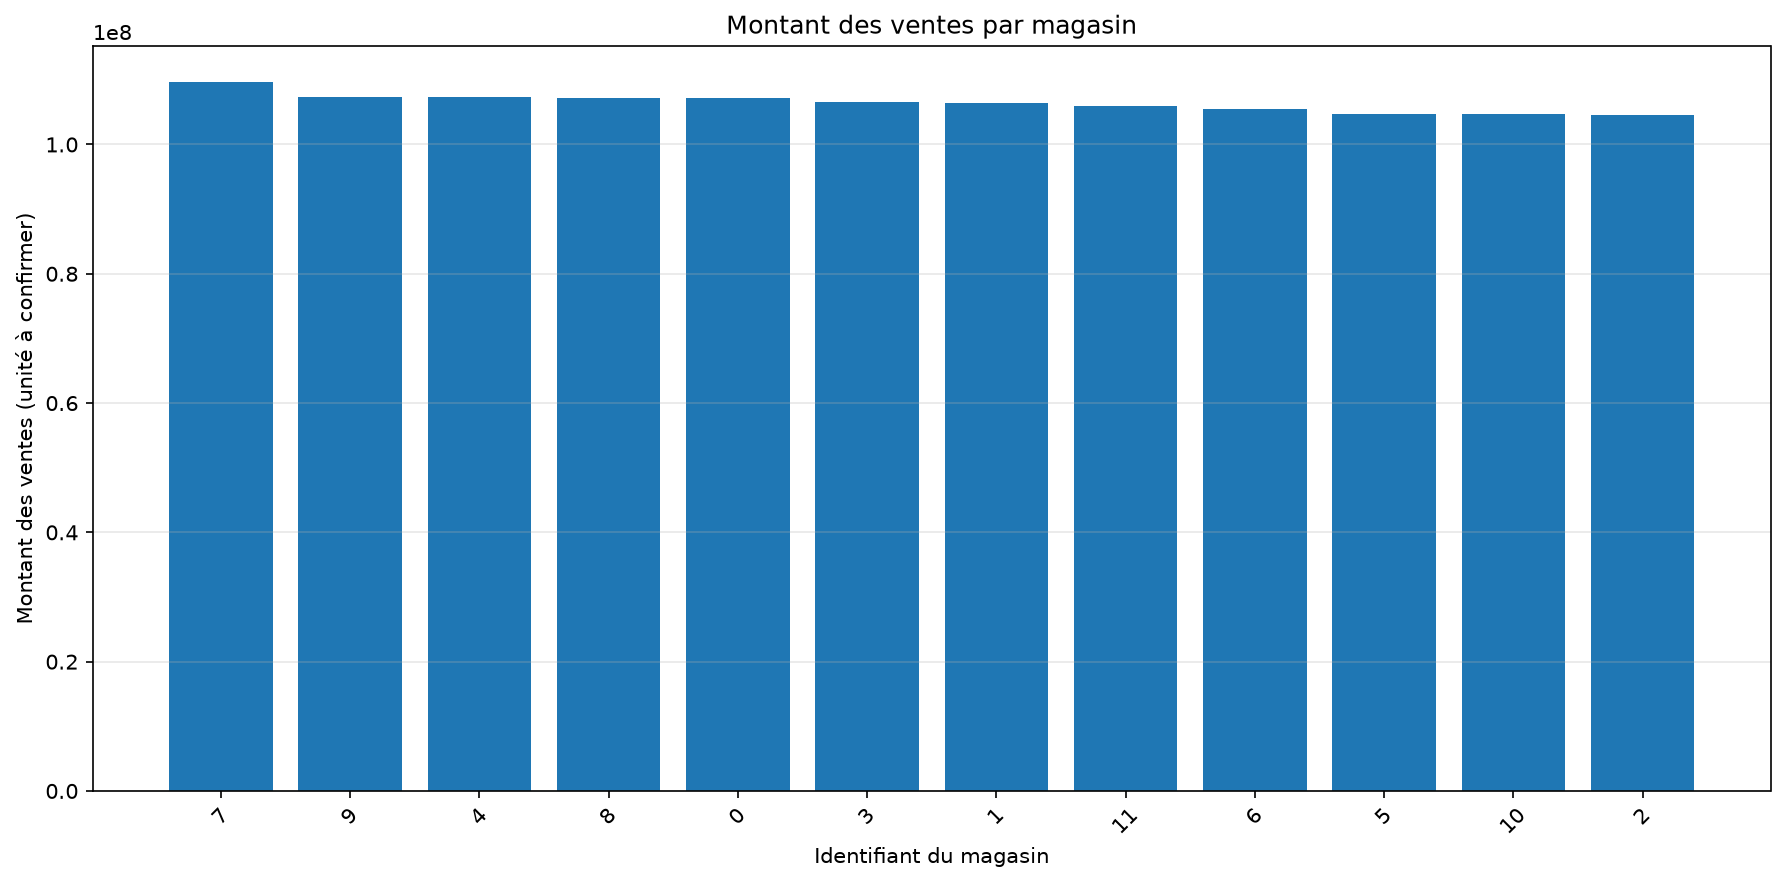 Montant des ventes par magasin
1e8
Montant des ventes (unité à confirmer)
1.0
0.8
0.6
0.4
0.2
0.0
7 9 4 8 0 3 1 11 6 5 10 2
Identifiant du magasin